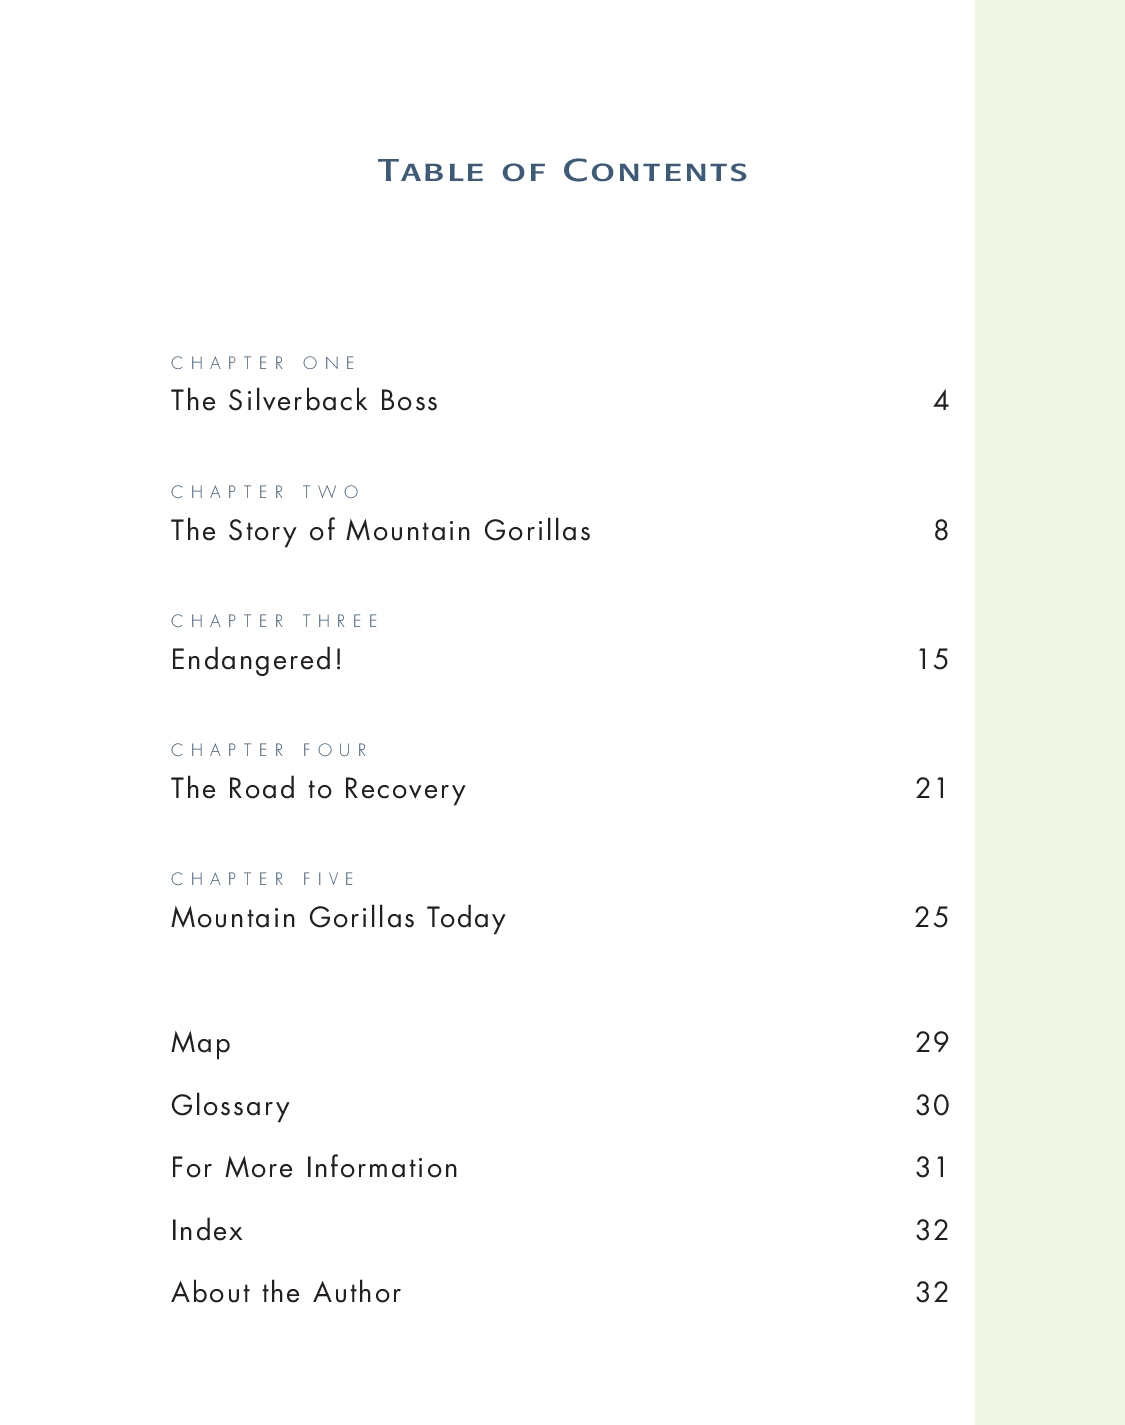 TABLE OF CONTENTS
CHAPTER ONE
The Silverback Boss 4
CHAPTER TWO
The Story of Mountain Gorillas 8
CHAPTER THREE
Endangered! 15
CHAPTER FOUR
The Road to Recovery 21
CHAPTER FIVE
Mountain Gorillas Today 25
Map 29
Glossary 30
For More Information 31
Index 32
About the Author 32